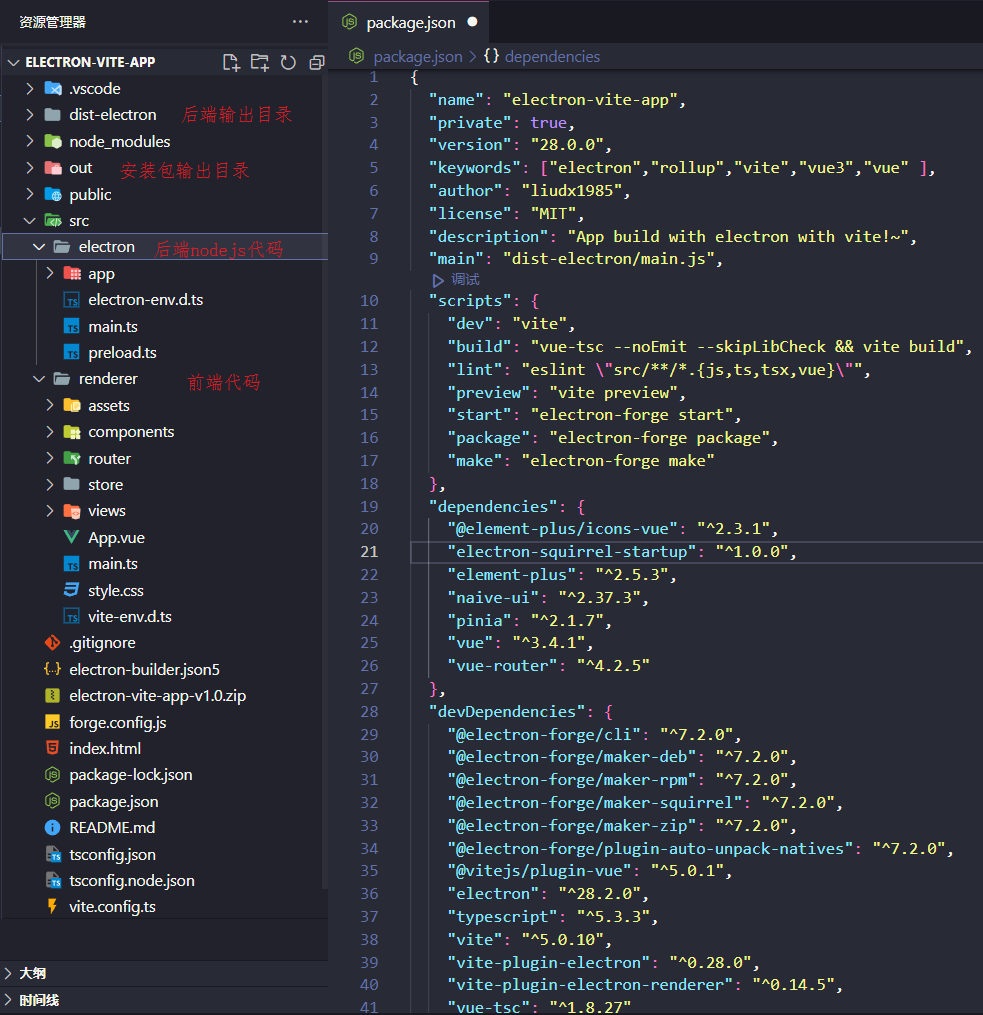 资源管理器
ELECTRON-VITE-APP
.vscode
dist-electron 后端输出目录
node_modules
out 安装包输出目录
public
src
electron 后端nodejs代码
app
electron-env.d.ts
main.ts
preload.ts
renderer 前端代码
assets
components
router
store
views
App.vue
main.ts
style.css
vite-env.d.ts
.gitignore
electron-builder.json5
electron-vite-app-v1.0.zip
forge.config.js
index.html
package-lock.json
package.json
README.md
tsconfig.json
tsconfig.node.json
vite.config.ts
大纲
时间线
package.json
package.json > {} dependencies
1 {
2 "name": "electron-vite-app",
3 "private": true,
4 "version": "28.0.0",
5 "keywords": ["electron","rollup","vite","vue3","vue" ],
6 "author": "liudx1985",
7 "license": "MIT",
8 "description": "App build with electron with vite!~",
9 "main": "dist-electron/main.js",
调试
10 "scripts": {
11 "dev": "vite",
12 "build": "vue-tsc --noEmit --skipLibCheck && vite build",
13 "lint": "eslint \"src/**/*.{js,ts,tsx,vue}\"",
14 "preview": "vite preview",
15 "start": "electron-forge start",
16 "package": "electron-forge package",
17 "make": "electron-forge make"
18 },
19 "dependencies": {
20 "@element-plus/icons-vue": "^2.3.1",
21 "electron-squirrel-startup": "^1.0.0",
22 "element-plus": "^2.5.3",
23 "naive-ui": "^2.37.3",
24 "pinia": "^2.1.7",
25 "vue": "^3.4.1",
26 "vue-router": "^4.2.5"
27 },
28 "devDependencies": {
29 "@electron-forge/cli": "^7.2.0",
30 "@electron-forge/maker-deb": "^7.2.0",
31 "@electron-forge/maker-rpm": "^7.2.0",
32 "@electron-forge/maker-squirrel": "^7.2.0",
33 "@electron-forge/maker-zip": "^7.2.0",
34 "@electron-forge/plugin-auto-unpack-natives": "^7.2.0",
35 "@vitejs/plugin-vue": "^5.0.1",
36 "electron": "^28.2.0",
37 "typescript": "^5.3.3",
38 "vite": "^5.0.10",
39 "vite-plugin-electron": "^0.28.0",
40 "vite-plugin-electron-renderer": "^0.14.5",
41 "vue-tsc": "^1.8.27"